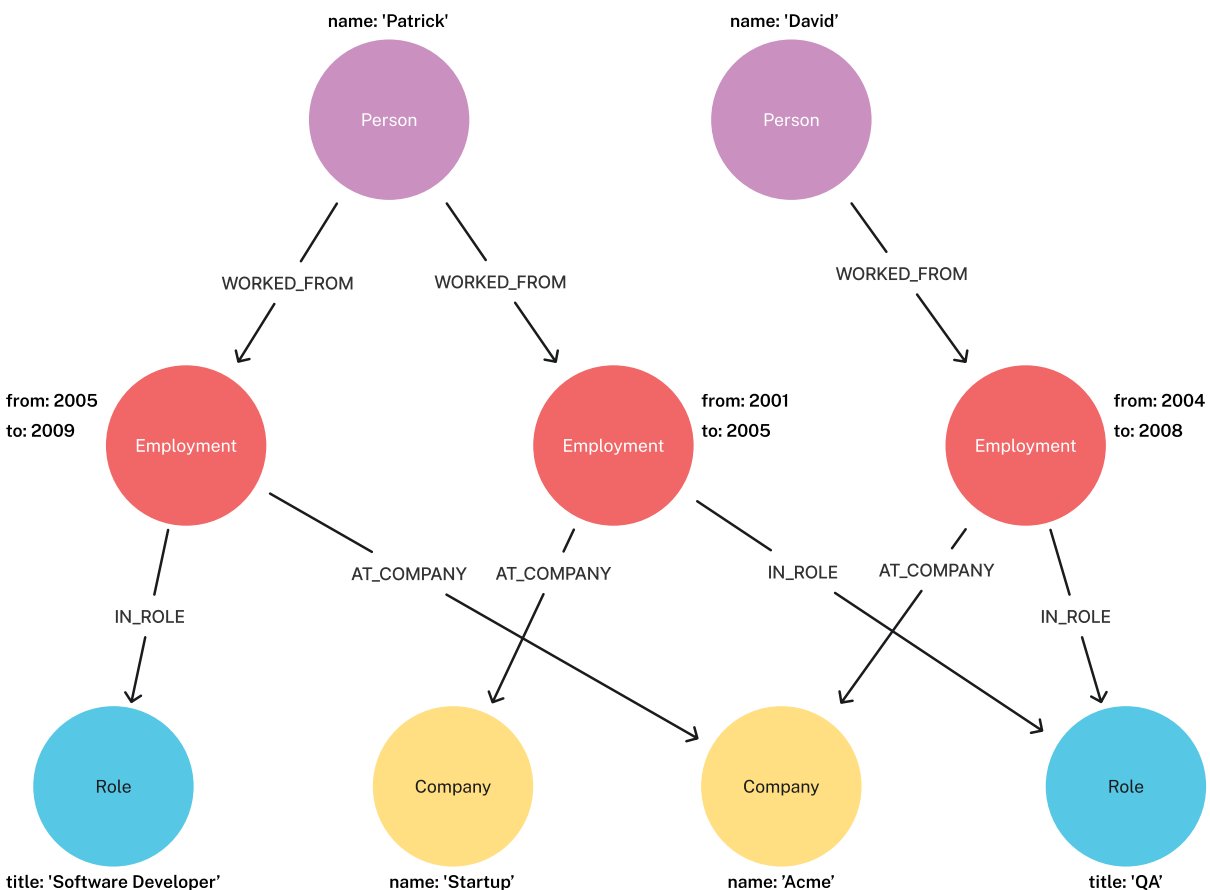 name: 'Patrick'
name: 'David’
Person
Person
WORKED_FROM
WORKED_FROM
WORKED_FROM
from: 2005
to: 2009
Employment
from: 2001
to: 2005
Employment
from: 2004
to: 2008
Employment
AT_COMPANY
AT_COMPANY
IN_ROLE
AT_COMPANY
IN_ROLE
IN_ROLE
Role
Company
Company
Role
title: 'Software Developer’
name: 'Startup’
name: ’Acme’
title: 'QA’